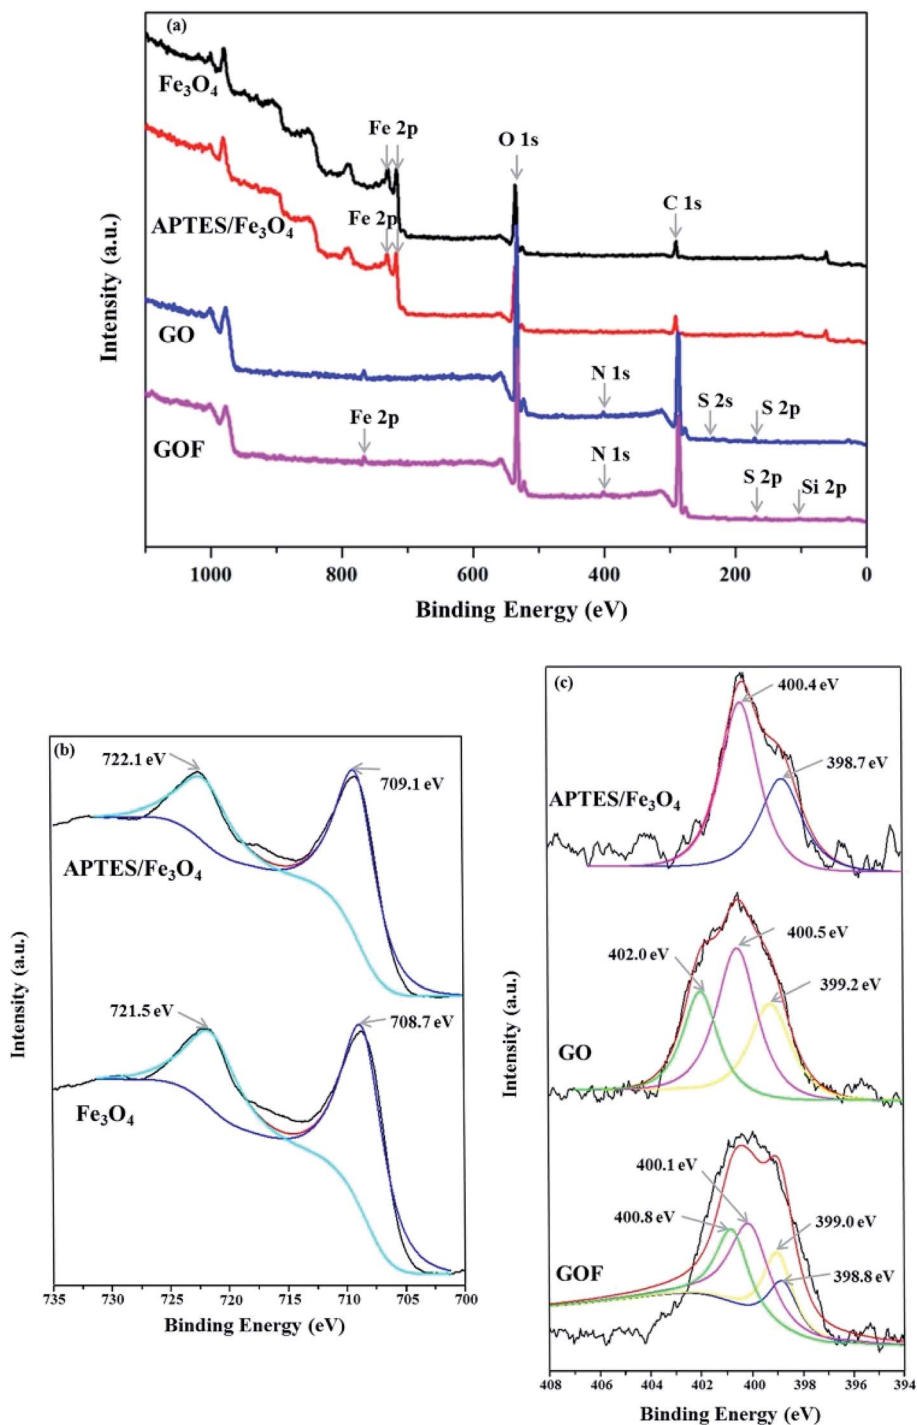 (a)
Fe₃O₄
Fe 2p
O 1s
C 1s
APTES/Fe₃O₄
Fe 2p
GO
N 1s
S 2s
S 2p
GOF
Fe 2p
N 1s
S 2p
Si 2p
Intensity (a.u.)
1000
800
600
400
200
0
Binding Energy (eV)
(b)
722.1 eV
709.1 eV
APTES/Fe₃O₄
721.5 eV
708.7 eV
Fe₃O₄
Intensity (a.u.)
735
730
725
720
715
710
705
700
Binding Energy (eV)
(c)
400.4 eV
398.7 eV
APTES/Fe₃O₄
400.5 eV
402.0 eV
399.2 eV
GO
400.1 eV
400.8 eV
399.0 eV
398.8 eV
GOF
Intensity (a.u.)
408
406
404
402
400
398
396
394
Binding Energy (eV)